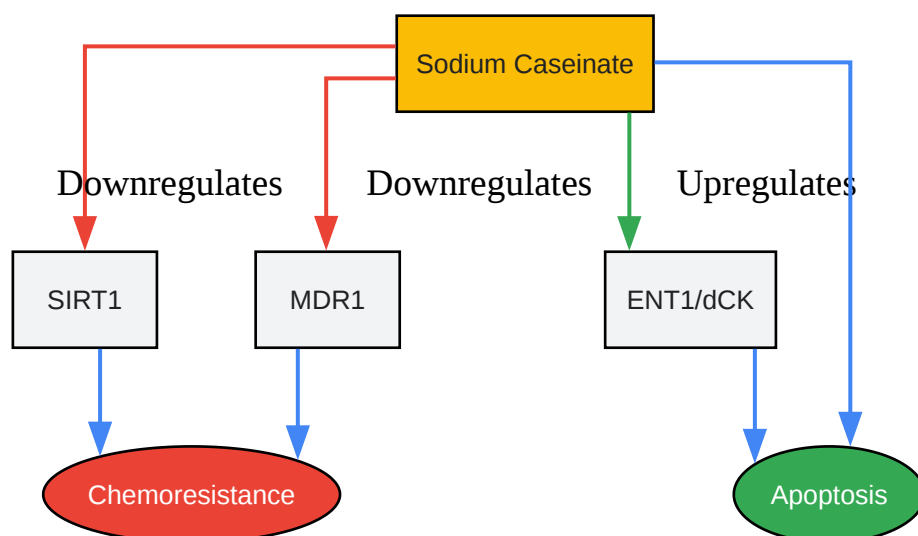 Sodium Caseinate
Downregulates
Downregulates
Upregulates
SIRT1
MDR1
ENT1/dCK
Chemoresistance
Apoptosis